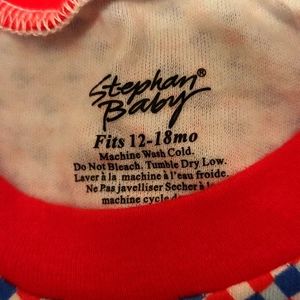 Stephan®
Baby
Fits 12-18mo
Machine Wash Cold.
Do Not Bleach. Tumble Dry Low.
Laver à la machine à l'eau froide.
Ne Pas javelliser Secher à la
machine cycle